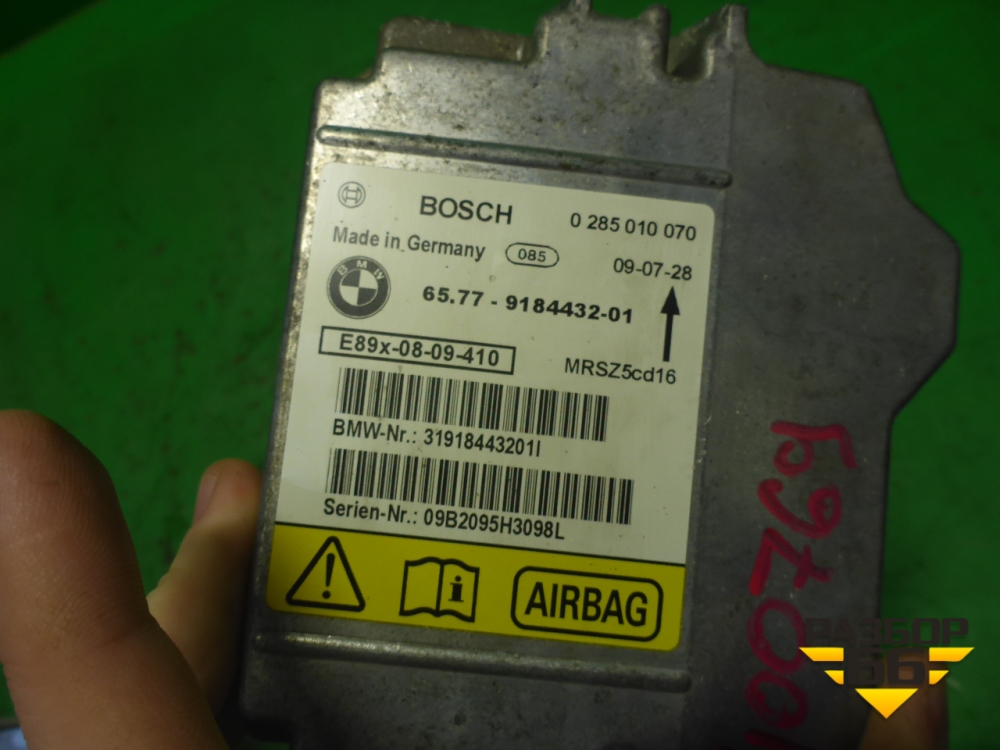 BOSCH 0 285 010 070
Made in Germany 085 09-07-28
BMW 65.77 - 9184432-01
E89x-08-09-410 MRSZ5cd16
BMW-Nr.: 31918443201I
Serien-Nr.: 09B2095H3098L
i AIRBAG
РАЗБОР
66